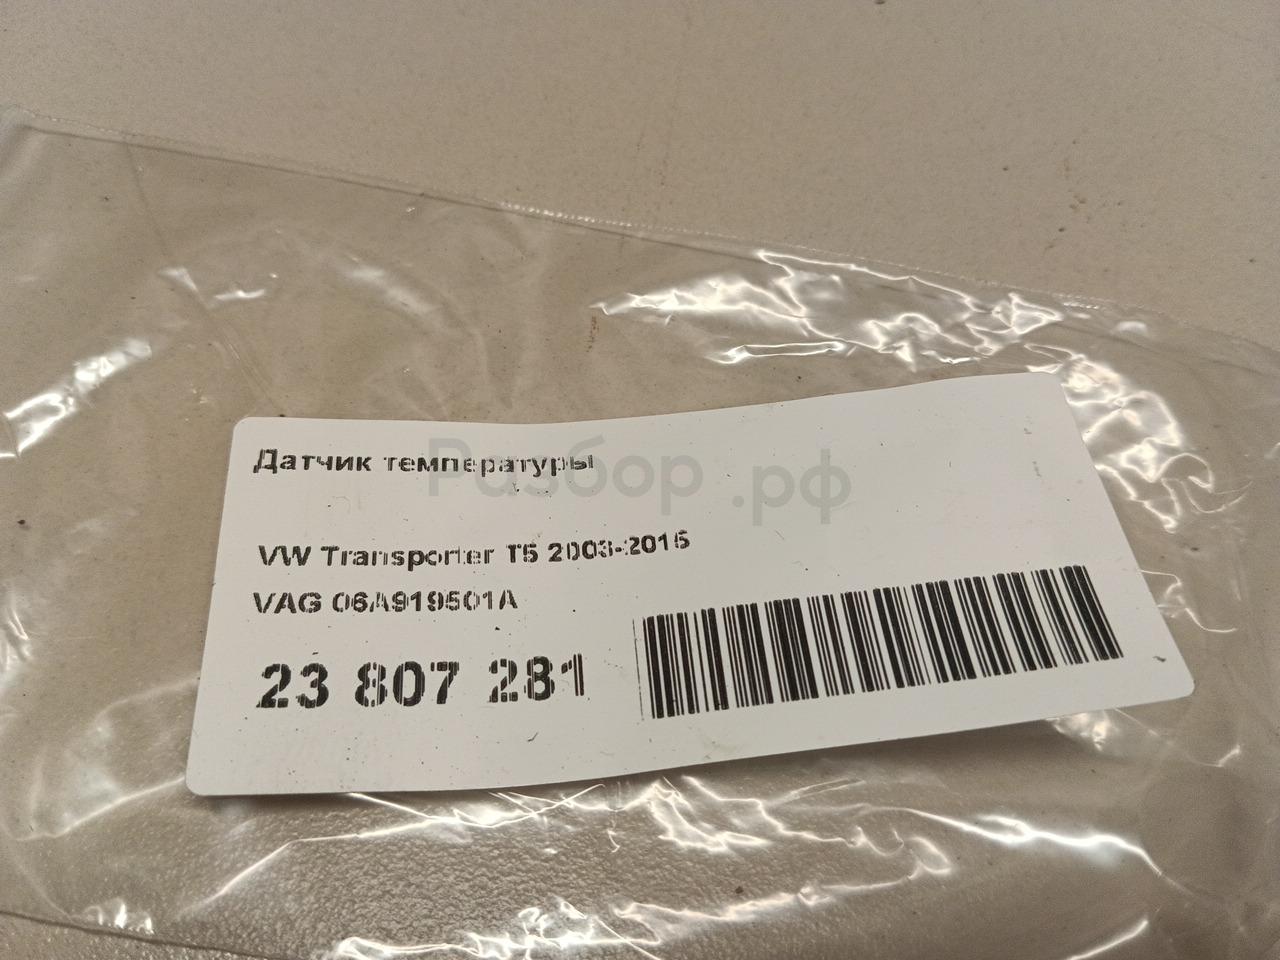 Датчик температуры
Разбор.рф
VW Transporter T5 2003-2015
VAG 06A919501A
23 807 281